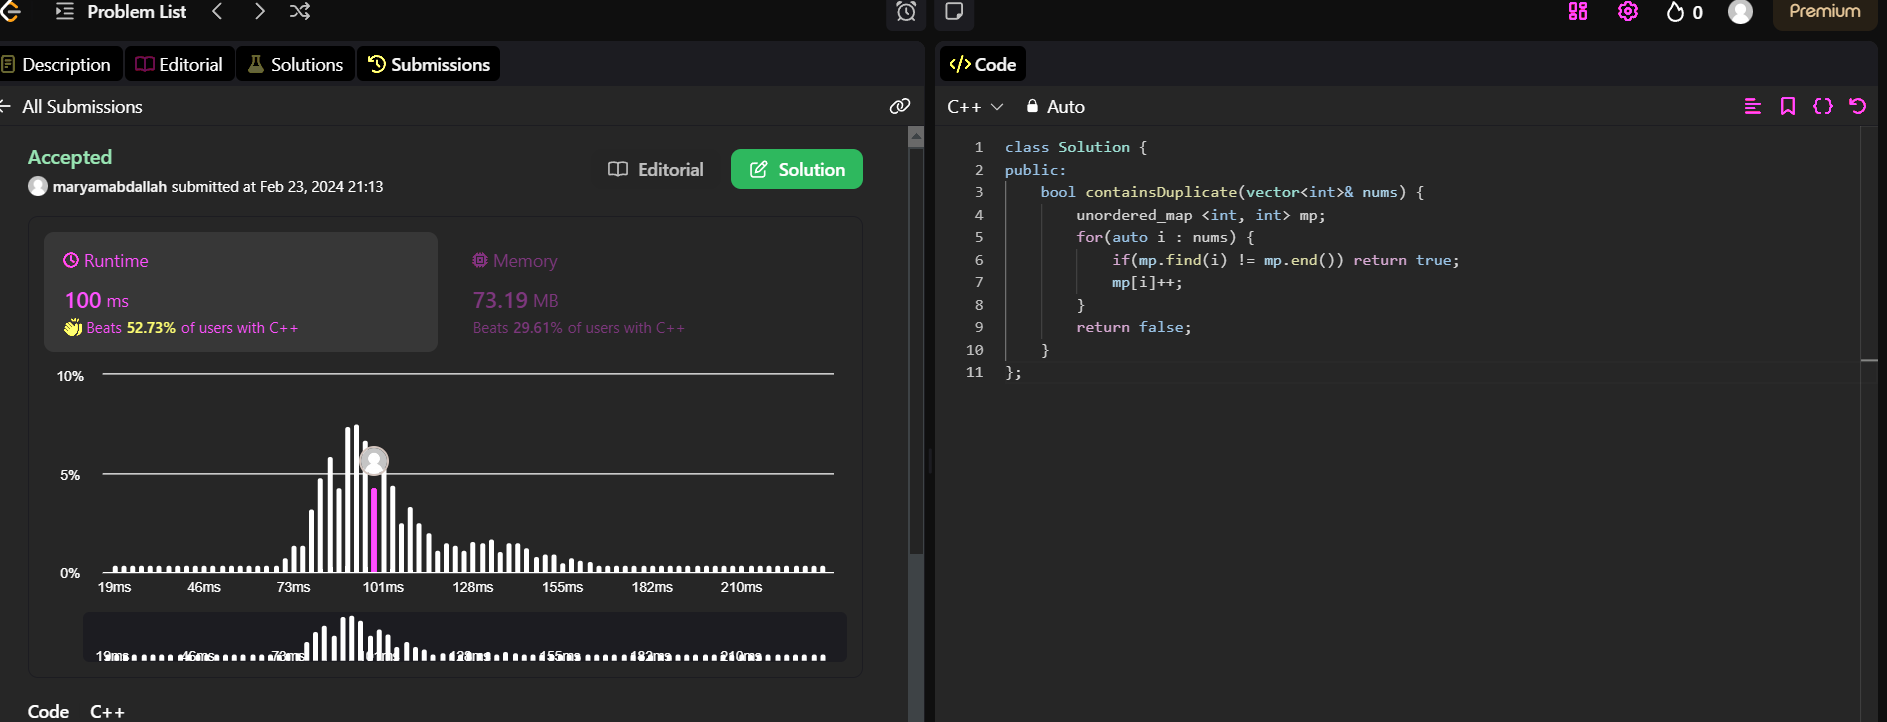 Problem List
0
Premium
Description
Editorial
Solutions
Submissions
All Submissions
Accepted
maryamabdallah submitted at Feb 23, 2024 21:13
Editorial
Solution
Runtime
100 ms
Beats 52.73% of users with C++
Memory
73.19 MB
Beats 29.61% of users with C++
10%
5%
0%
19ms 46ms 73ms 101ms 128ms 155ms 182ms 210ms
19ms 46ms 73ms 101ms 128ms 155ms 182ms 210ms
Code C++
Code
C++ Auto
1 class Solution {
2 public:
3 bool containsDuplicate(vector<int>& nums) {
4 unordered_map <int, int> mp;
5 for(auto i : nums) {
6 if(mp.find(i) != mp.end()) return true;
7 mp[i]++;
8 }
9 return false;
10 }
11 };